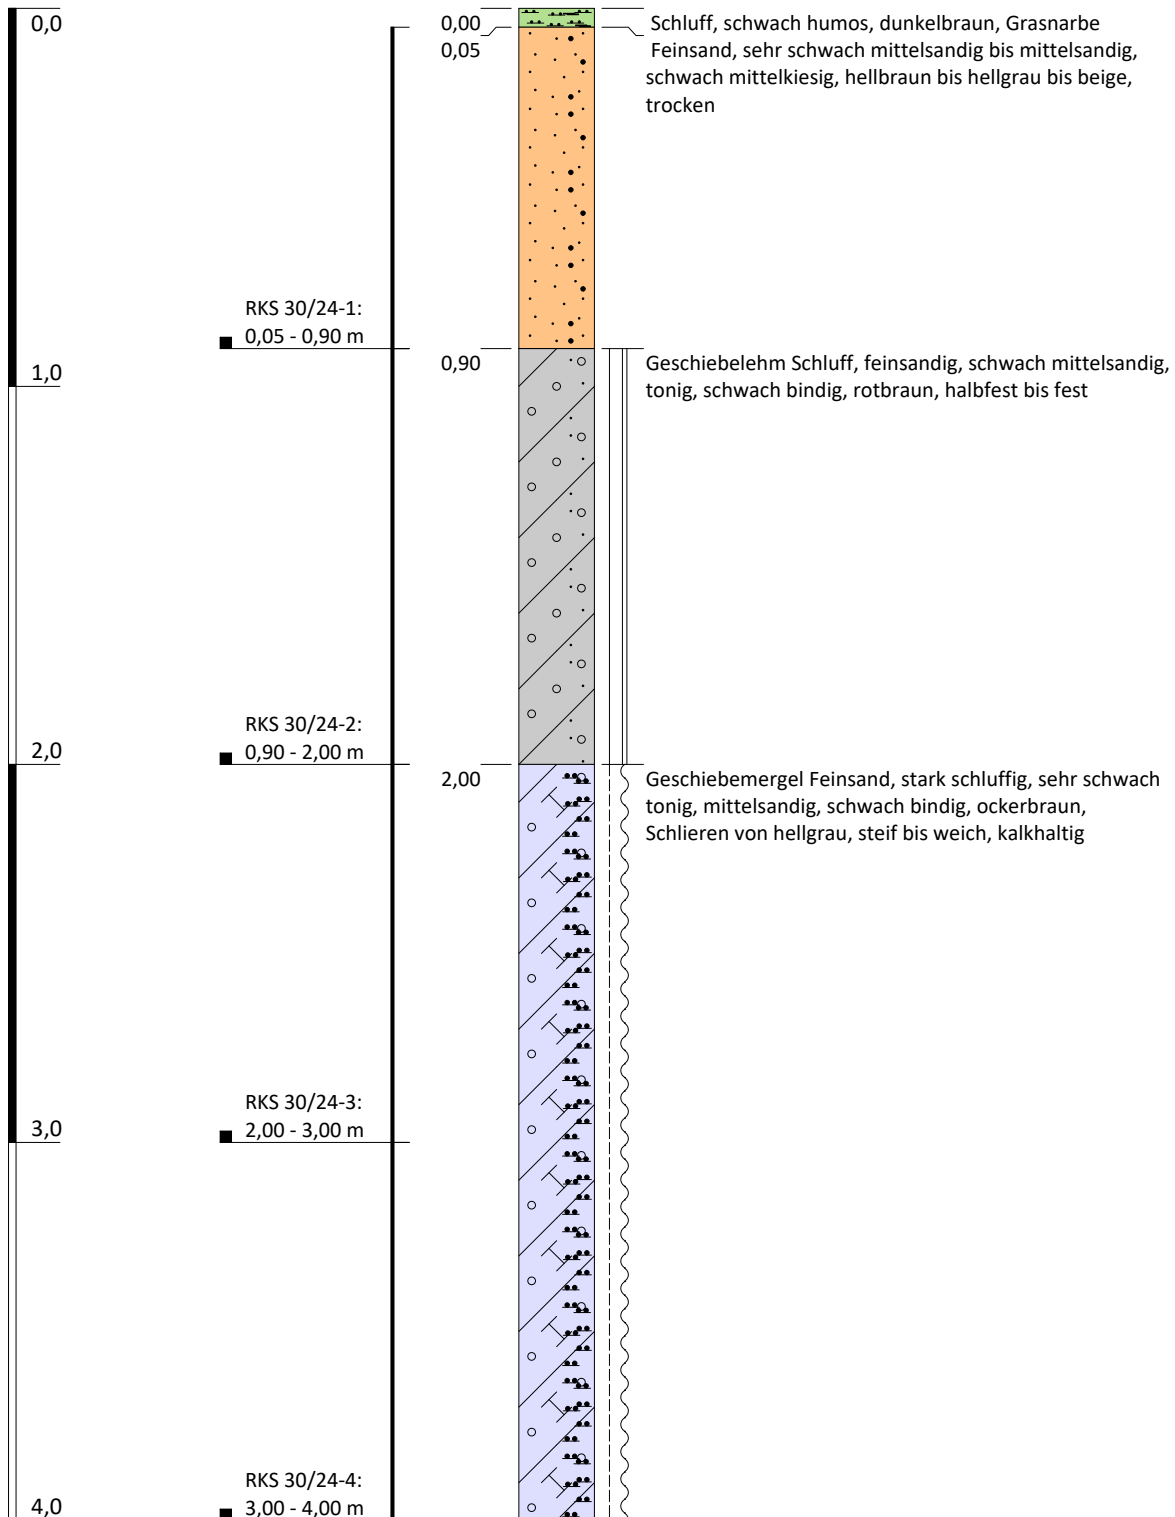 0,0
0,00
Schluff, schwach humos, dunkelbraun, Grasnarbe
0,05
Feinsand, sehr schwach mittelsandig bis mittelsandig,
schwach mittelkiesig, hellbraun bis hellgrau bis beige,
trocken
RKS 30/24-1:
0,05 - 0,90 m
0,90
Geschiebelehm Schluff, feinsandig, schwach mittelsandig,
tonig, schwach bindig, rotbraun, halbfest bis fest
1,0
RKS 30/24-2:
0,90 - 2,00 m
2,0
2,00
Geschiebemergel Feinsand, stark schluffig, sehr schwach
tonig, mittelsandig, schwach bindig, ockerbraun,
Schlieren von hellgrau, steif bis weich, kalkhaltig
RKS 30/24-3:
2,00 - 3,00 m
3,0
RKS 30/24-4:
3,00 - 4,00 m
4,0